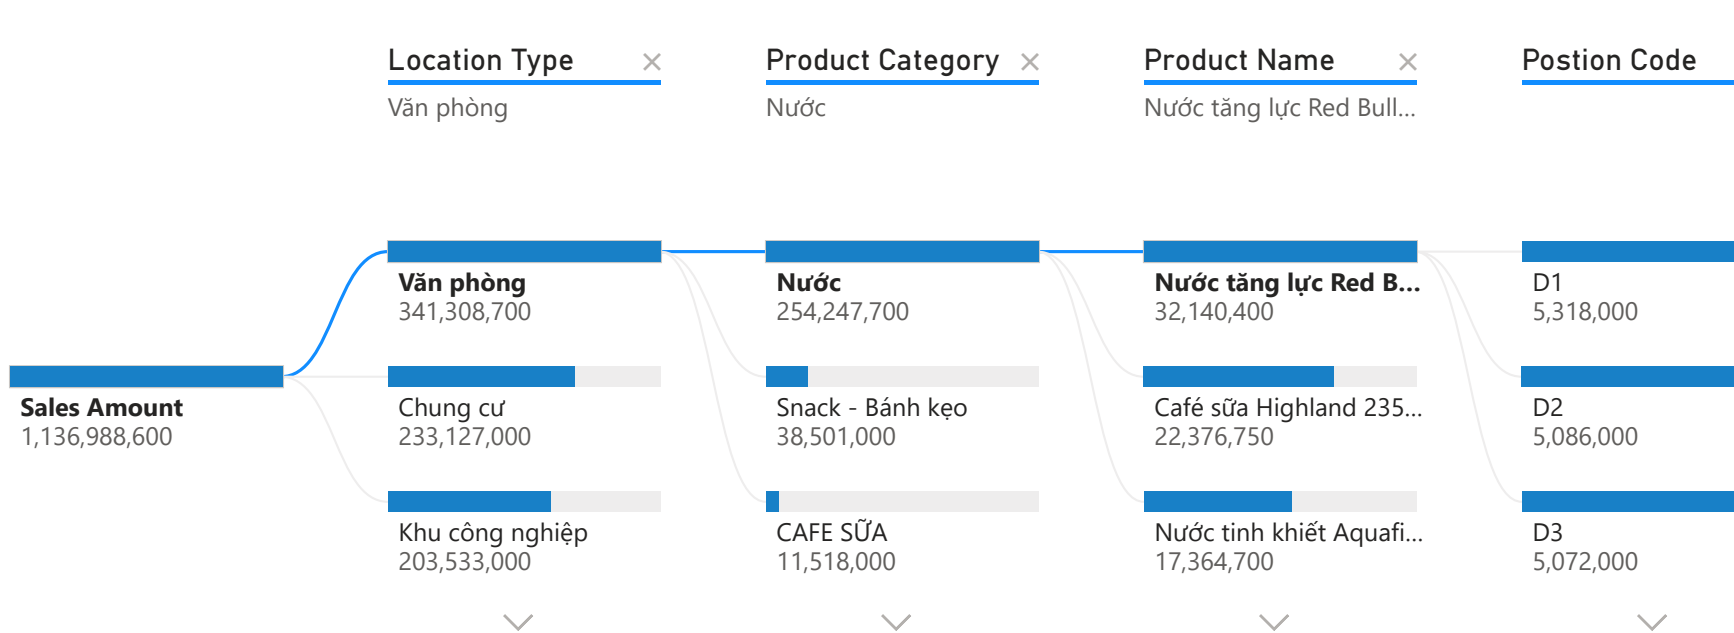 Location Type
Product Category
Product Name
Postion Code
Văn phòng
Nước
Nước tăng lực Red Bull...
Văn phòng
341,308,700
Nước
254,247,700
Nước tăng lực Red B...
32,140,400
D1
5,318,000
Sales Amount
1,136,988,600
Chung cư
233,127,000
Snack - Bánh kẹo
38,501,000
Café sữa Highland 235...
22,376,750
D2
5,086,000
Khu công nghiệp
203,533,000
CAFE SỮA
11,518,000
Nước tinh khiết Aquafi...
17,364,700
D3
5,072,000